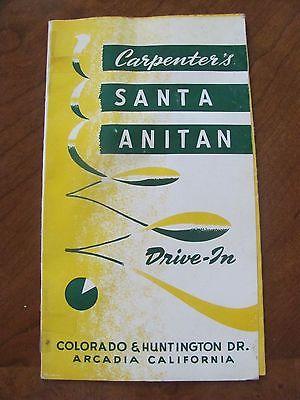 Carpenter's
SANTA
ANITAN
Drive-In
COLORADO & HUNTINGTON DR.
ARCADIA CALIFORNIA